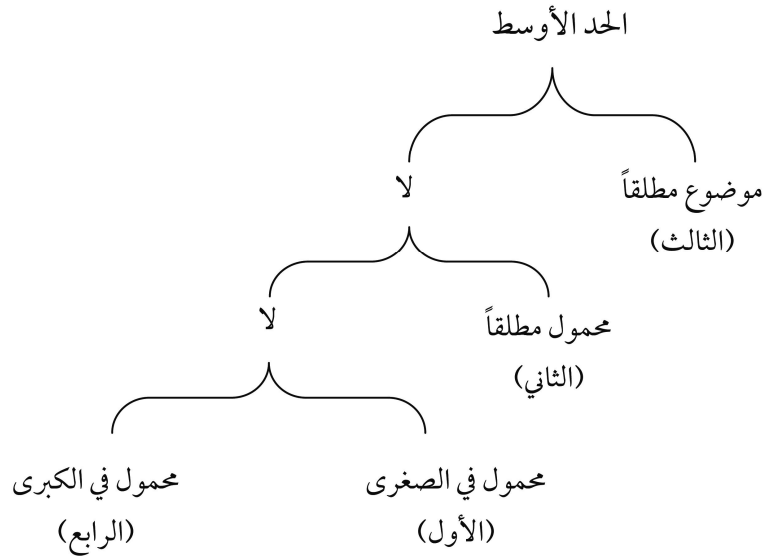 الحد الأوسط
موضوع مطلقاً
(الثالث)
لا
محمول مطلقاً
(الثاني)
لا
محمول في الصغرى
(الأول)
محمول في الكبرى
(الرابع)